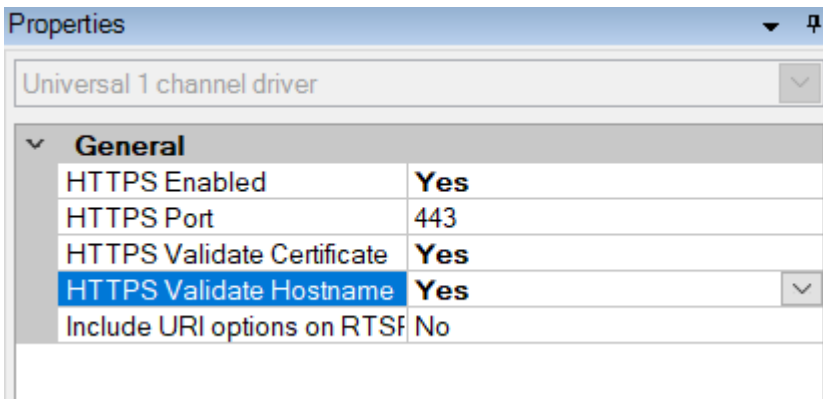 Properties
Universal 1 channel driver
General
HTTPS Enabled Yes
HTTPS Port 443
HTTPS Validate Certificate Yes
HTTPS Validate Hostname Yes
Include URI options on RTSP No